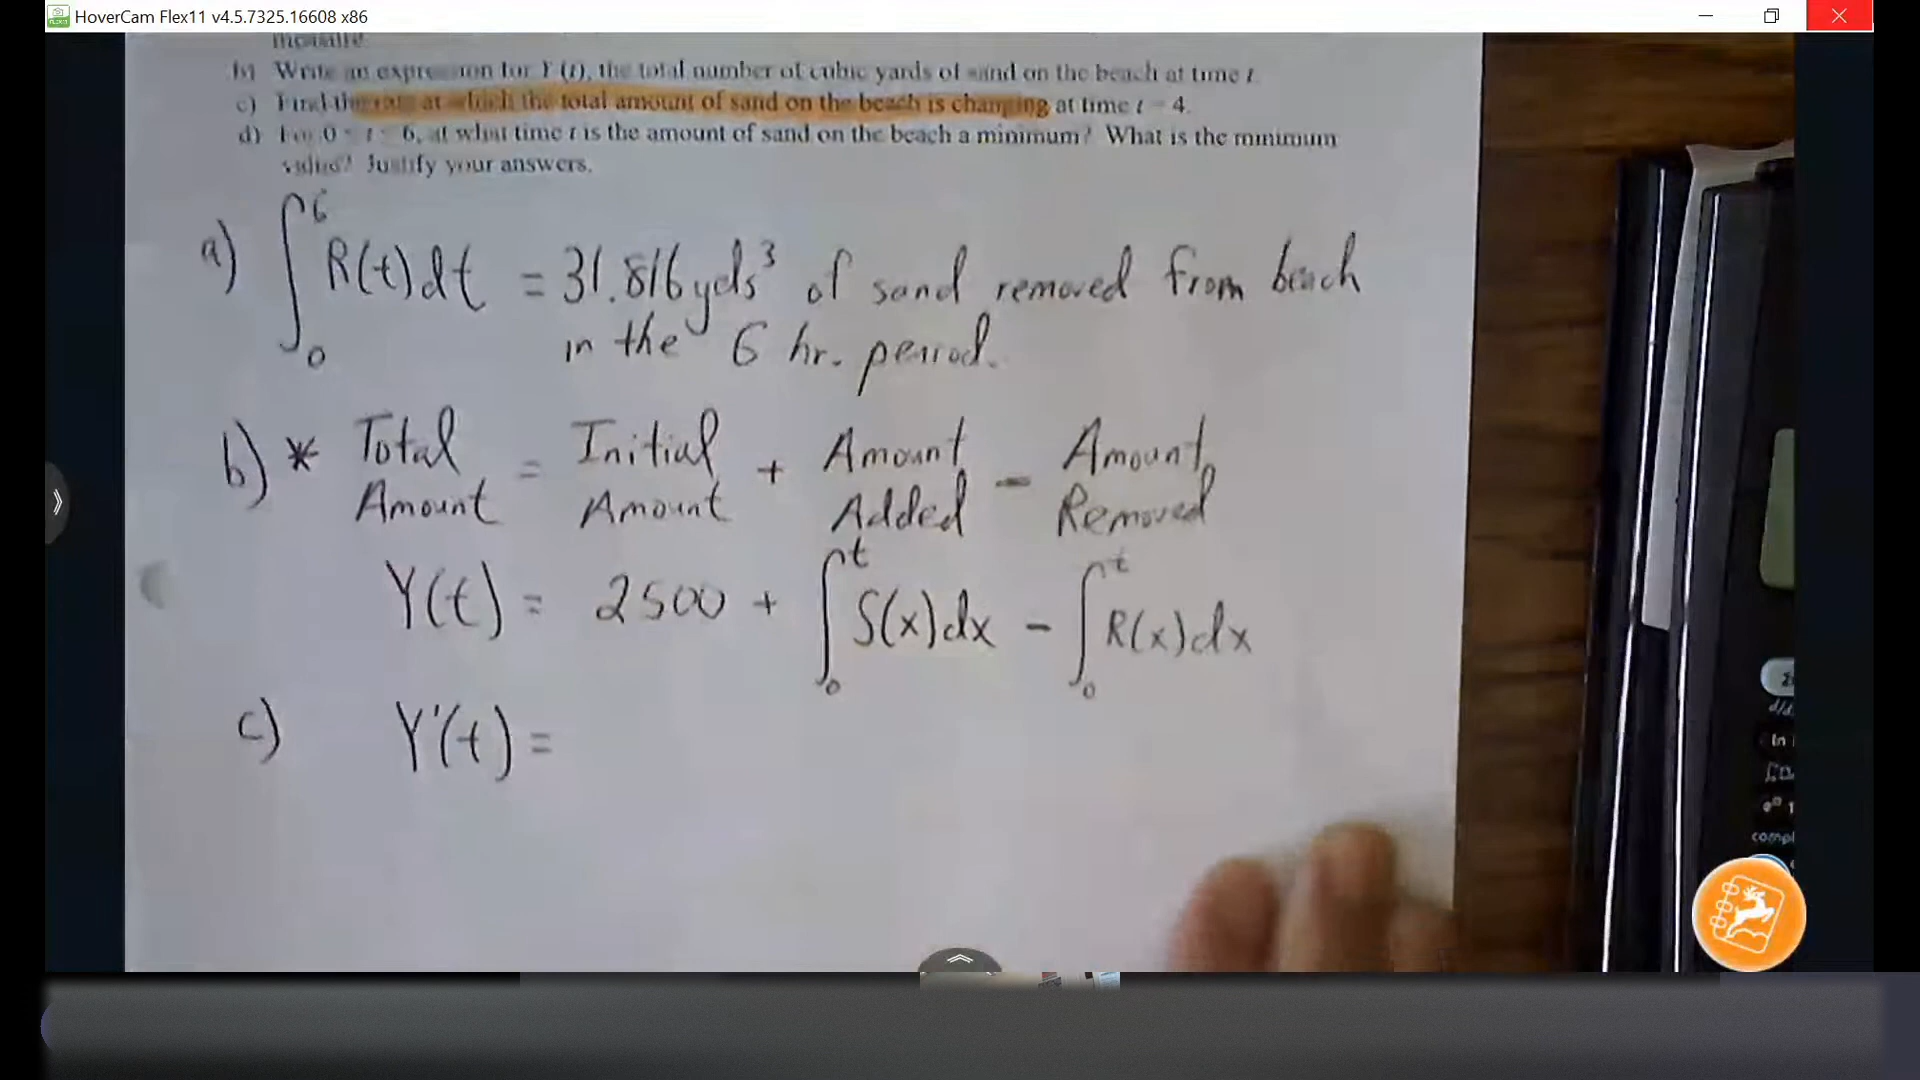 HoverCam Flex11 v4.5.7325.16608 x86
b) Write an expression for Y(t), the total number of cubic yards of sand on the beach at time t.
c) Find the rate at which the total amount of sand on the beach is changing at time t = 4.
d) For 0 ≤ t ≤ 6, at what time t is the amount of sand on the beach a minimum? What is the minimum
value? Justify your answers.
a) ∫₀⁶ R(t)dt = 31.816 yds³ of sand removed from beach
in the 6 hr. period.
b) * Total Amount = Initial Amount + Amount Added - Amount Removed
Y(t) = 2500 + ∫₀ᵗ S(x)dx - ∫₀ᵗ R(x)dx
c) Y'(t) =
d/d
ln
compl